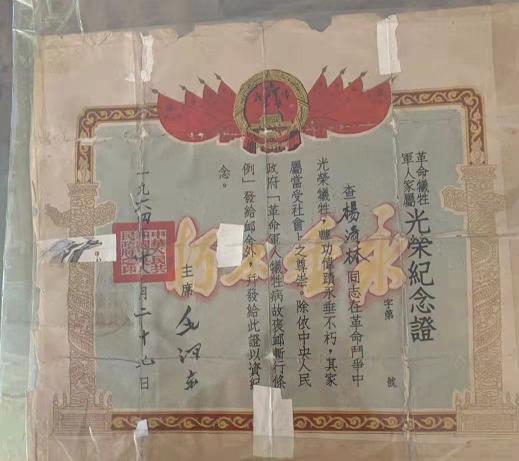 革命犧牲
軍人家屬
光榮紀念證
字第
號
查楊清林同志在革命鬥爭中
光榮犧牲,豐功偉蹟永垂不朽,其家
屬當受社會上之尊崇。除依中央人民
政府「革命軍人犧牲病故褒卹暫行條
例」發給卹金外,并發給此證以資紀
念。
主席 毛澤東
一九
月二十九日
永垂不朽